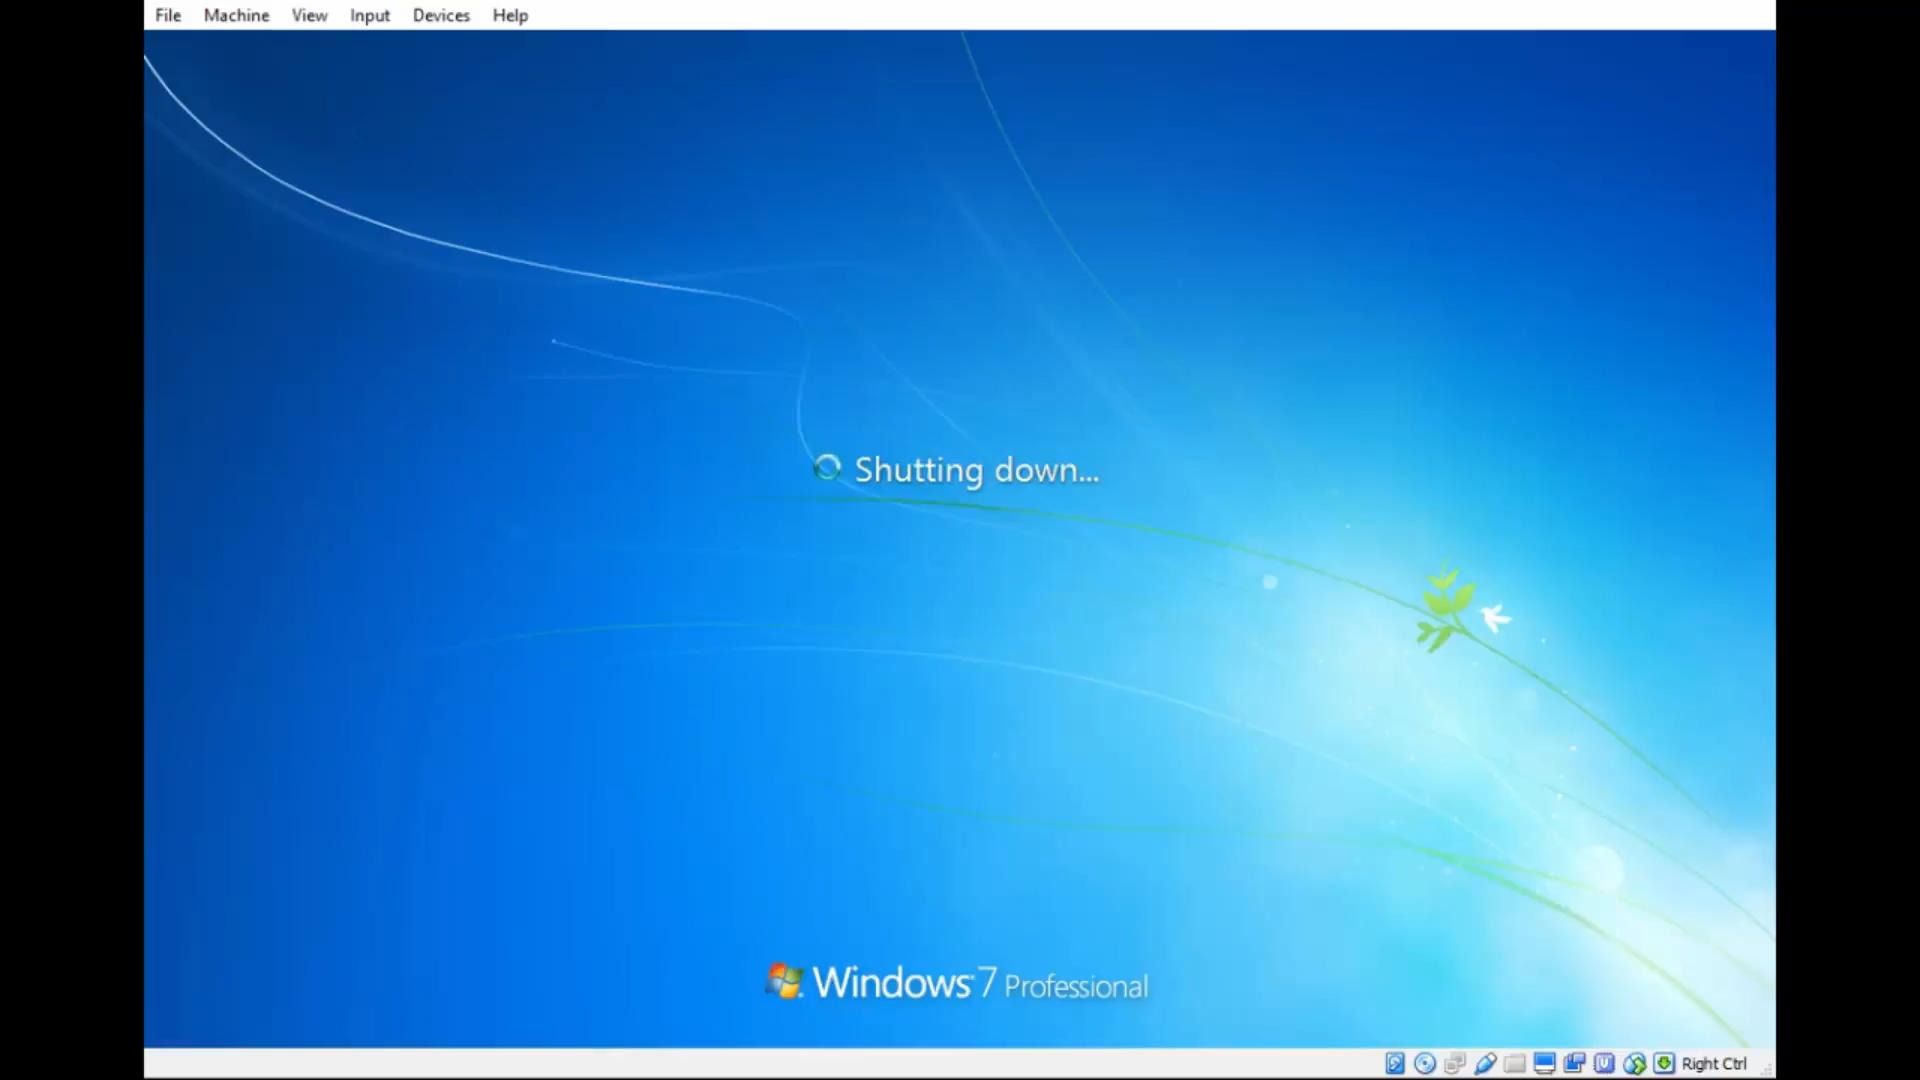 File Machine View Input Devices Help
Shutting down...
Windows 7 Professional
Right Ctrl